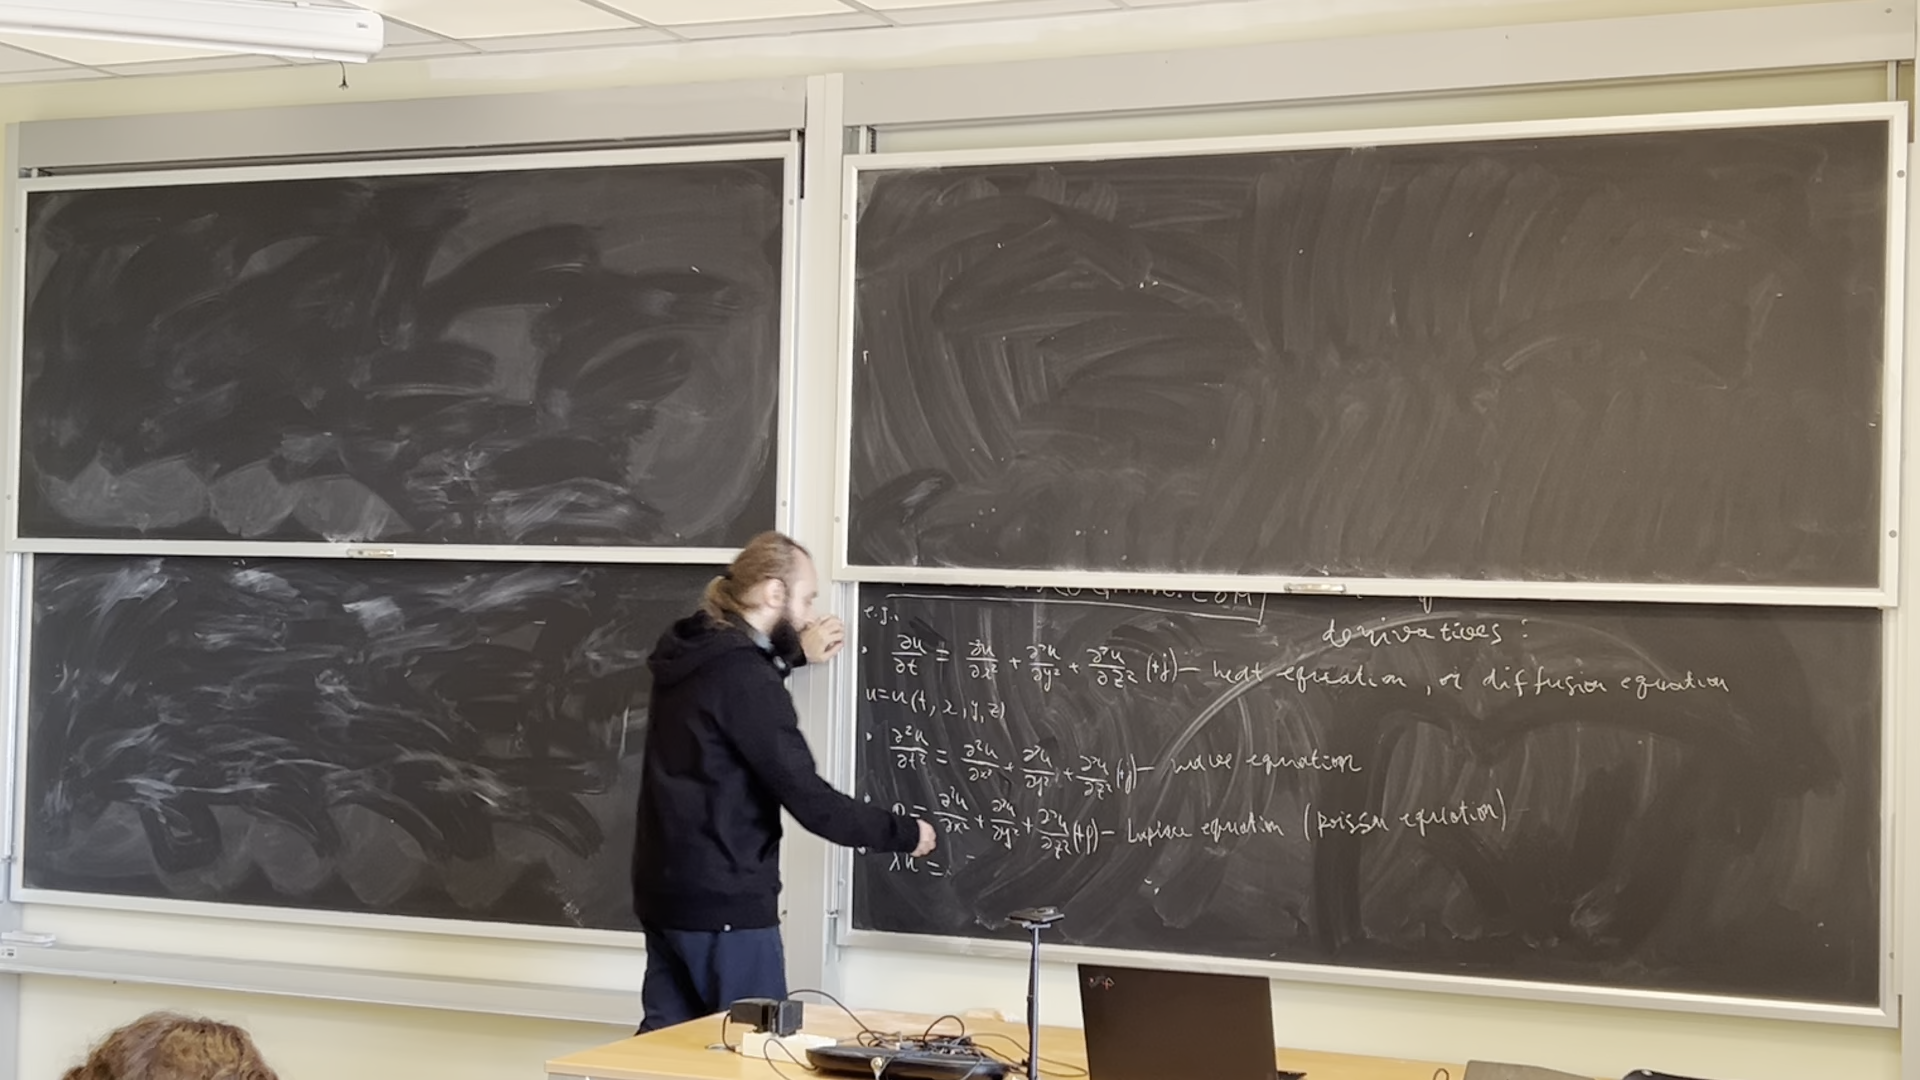 e.g.,
derivatives:
• ∂u/∂t = ∂²u/∂x² + ∂²u/∂y² + ∂²u/∂z² (+f) — heat equation, or diffusion equation
u = u(t, x, y, z)
• ∂²u/∂t² = ∂²u/∂x² + ∂²u/∂y² + ∂²u/∂z² (+f) — wave equation
• 0 = ∂²u/∂x² + ∂²u/∂y² + ∂²u/∂z² (+f) — Laplace equation (Poisson equation)
• λu =